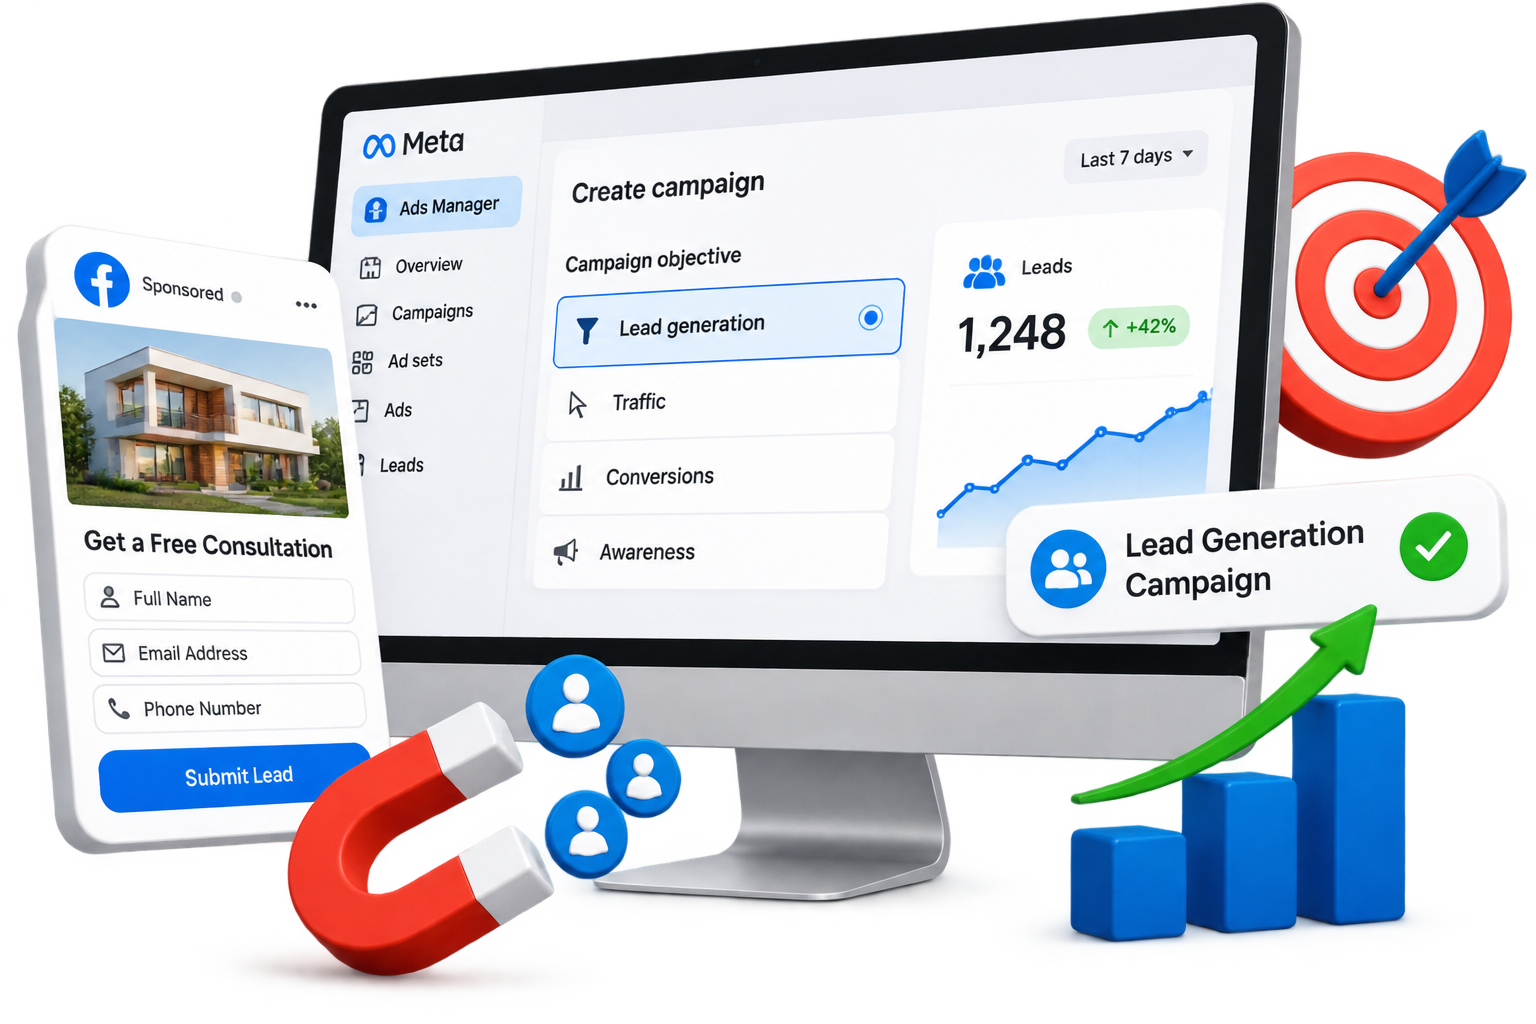 Meta
Ads Manager
Overview
Campaigns
Ad sets
Ads
Leads
Create campaign
Last 7 days
Campaign objective
Lead generation
Traffic
Conversions
Awareness
Leads
1,248
+42%
Sponsored
Get a Free Consultation
Full Name
Email Address
Phone Number
Submit Lead
Lead Generation
Campaign